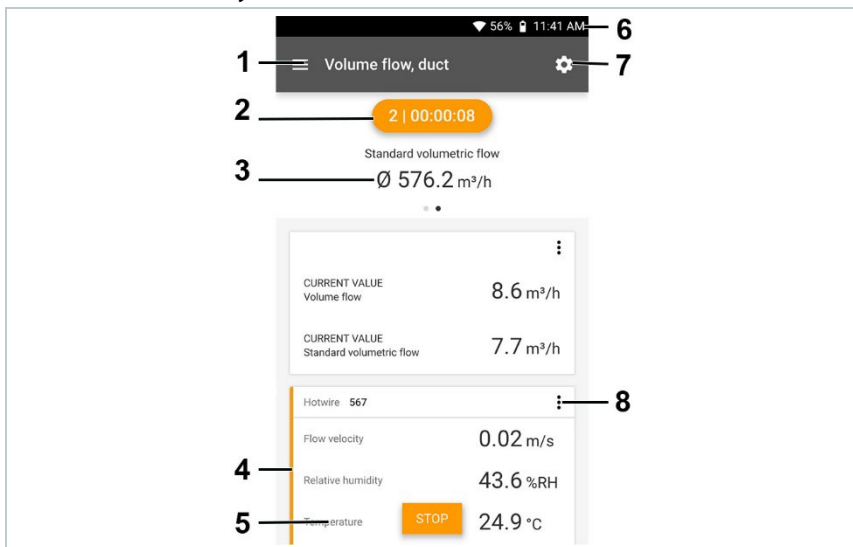 56% 11:41 AM 6
1 Volume flow, duct 7
2 2 | 00:00:08
Standard volumetric flow
3 Ø 576.2 m³/h
CURRENT VALUE
Volume flow 8.6 m³/h
CURRENT VALUE
Standard volumetric flow 7.7 m³/h
Hotwire 567 8
Flow velocity 0.02 m/s
4 Relative humidity 43.6 %RH
5 Temperature STOP 24.9 °C